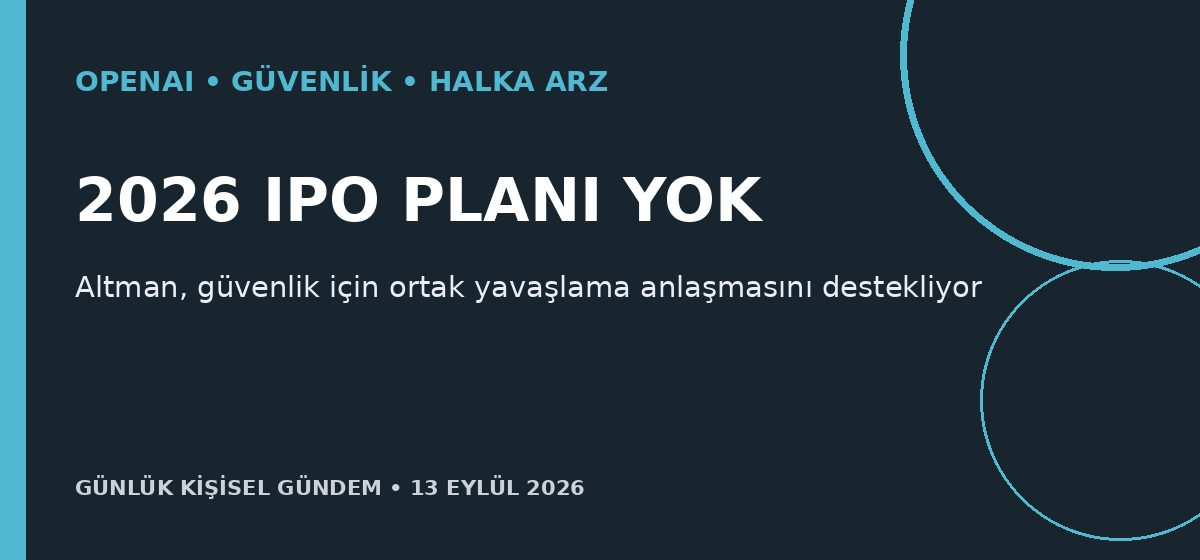 OPENAI • GÜVENLİK • HALKA ARZ
2026 IPO PLANI YOK
Altman, güvenlik için ortak yavaşlama anlaşmasını destekliyor
GÜNLÜK KİŞİSEL GÜNDEM • 13 EYLÜL 2026